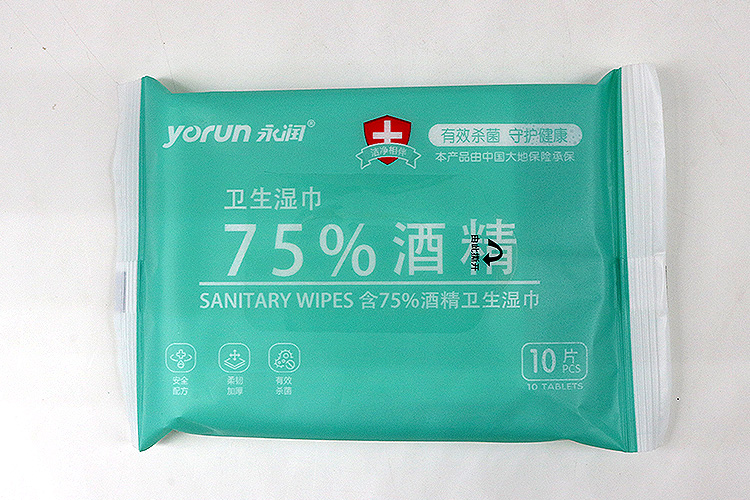 yorun 永润®
洁净相伴
有效杀菌 守护健康
本产品由中国大地保险承保
卫生湿巾
75%酒精
由此撕开
SANITARY WIPES 含75%酒精卫生湿巾
安全
配方
柔韧
加厚
有效
杀菌
10片
PCS
10 TABLETS